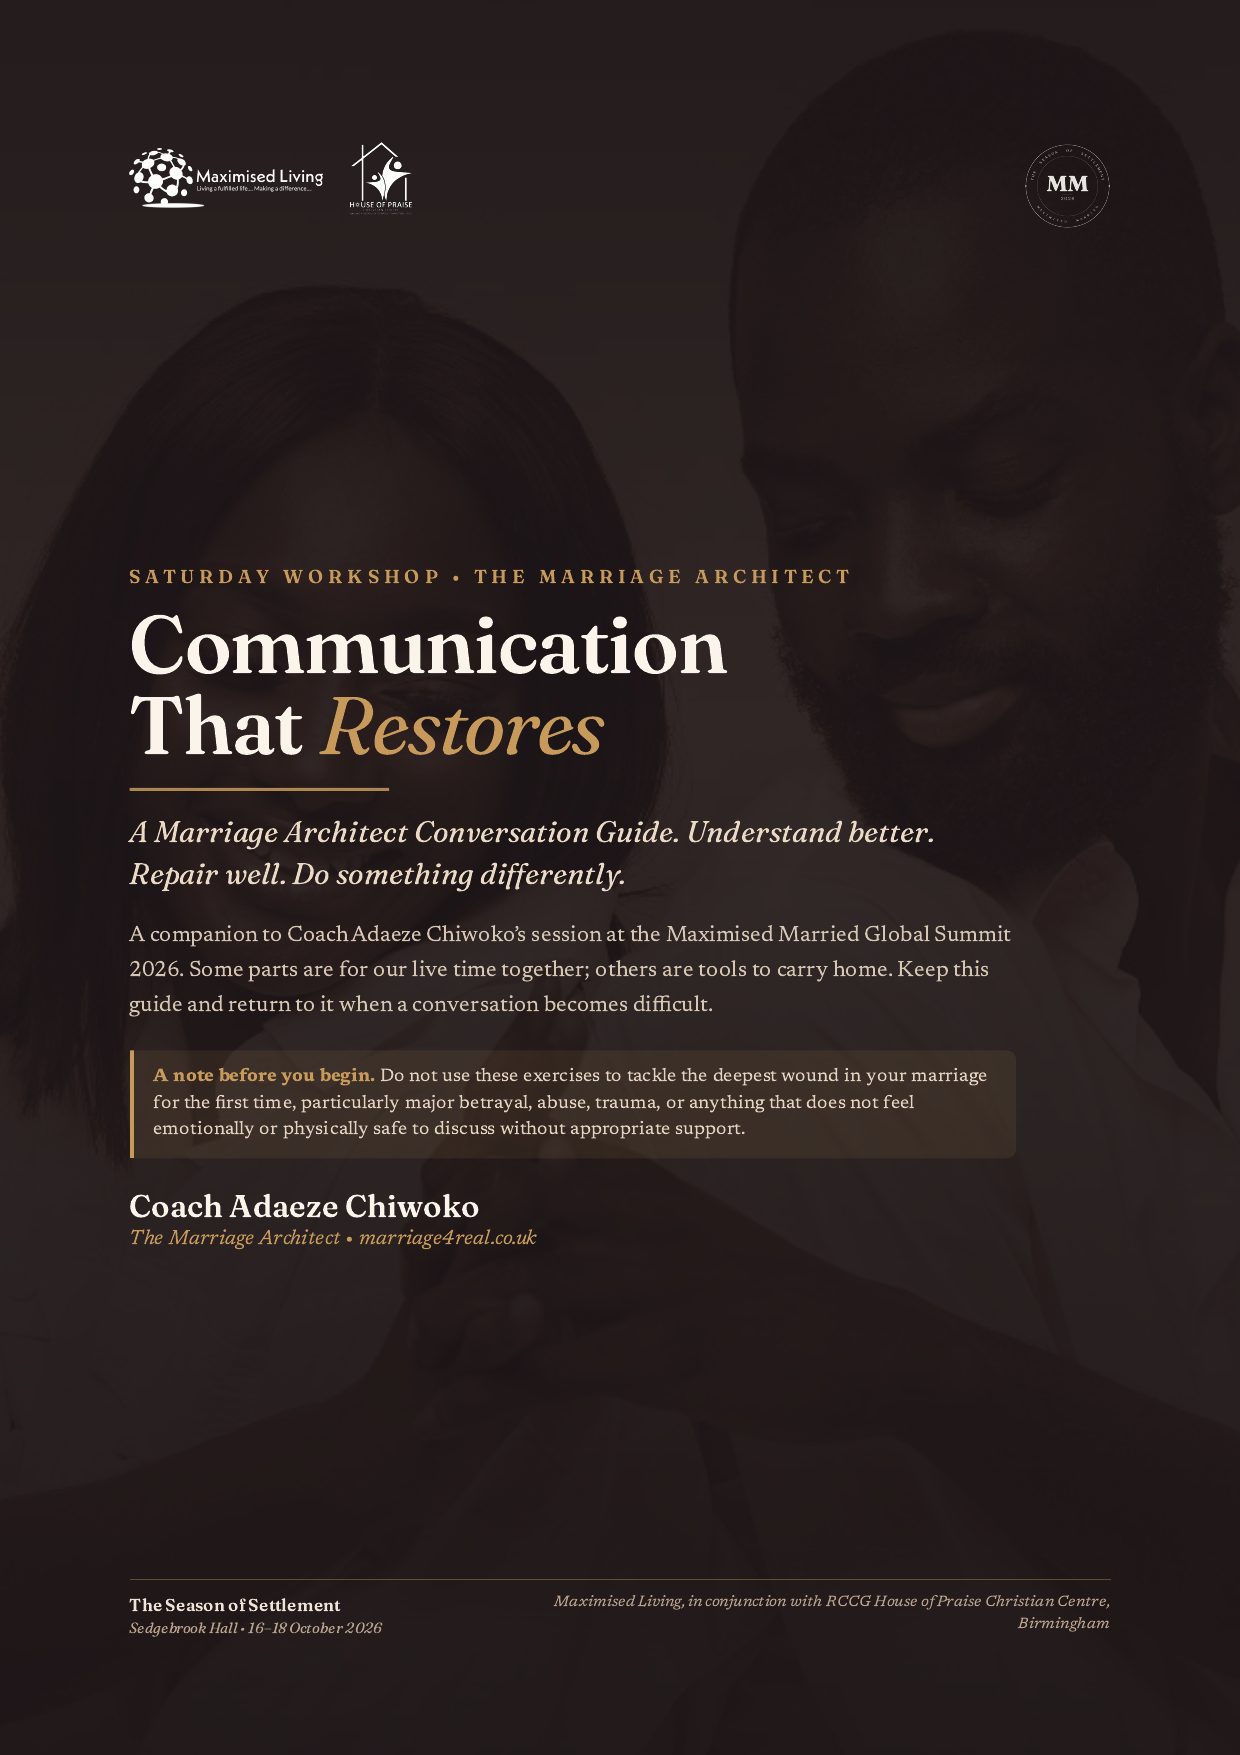 Maximised Living
Living a fulfilled life... Making a difference...
HOUSE OF PRAISE
THE SEASON OF SETTLEMENT
MM
2026
SATURDAY WORKSHOP • THE MARRIAGE ARCHITECT
Communication
That Restores
A Marriage Architect Conversation Guide. Understand better.
Repair well. Do something differently.
A companion to Coach Adaeze Chiwoko’s session at the Maximised Married Global Summit
2026. Some parts are for our live time together; others are tools to carry home. Keep this
guide and return to it when a conversation becomes difficult.
A note before you begin. Do not use these exercises to tackle the deepest wound in your marriage
for the first time, particularly major betrayal, abuse, trauma, or anything that does not feel
emotionally or physically safe to discuss without appropriate support.
Coach Adaeze Chiwoko
The Marriage Architect • marriage4real.co.uk
The Season of Settlement
Sedgebrook Hall • 16–18 October 2026
Maximised Living, in conjunction with RCCG House of Praise Christian Centre,
Birmingham